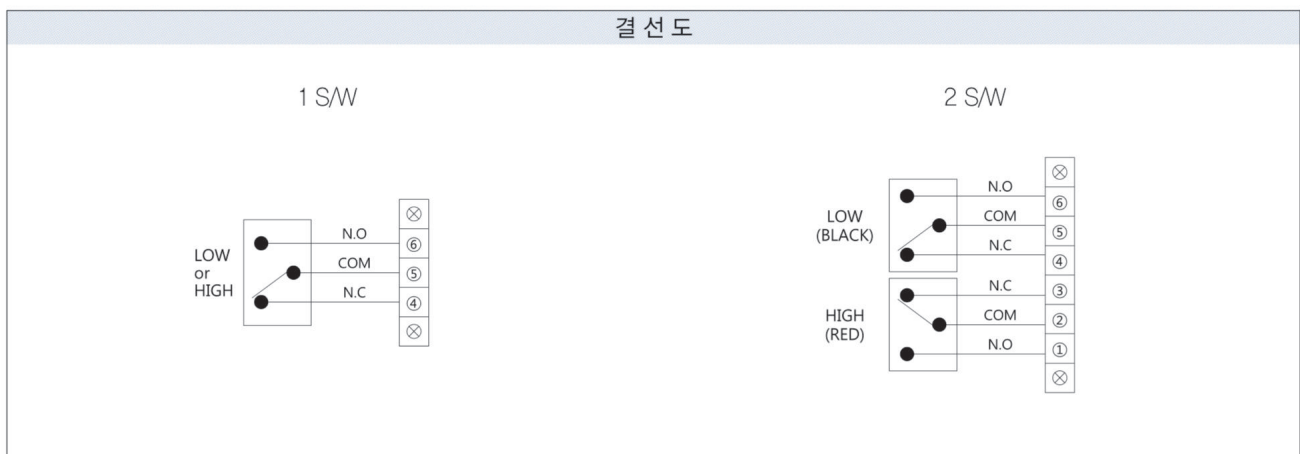 결 선 도
1 S/W
LOW
or
HIGH
N.O
COM
N.C
⑥
⑤
④
2 S/W
LOW
(BLACK)
N.O
COM
N.C
⑥
⑤
④
HIGH
(RED)
N.C
COM
N.O
③
②
①